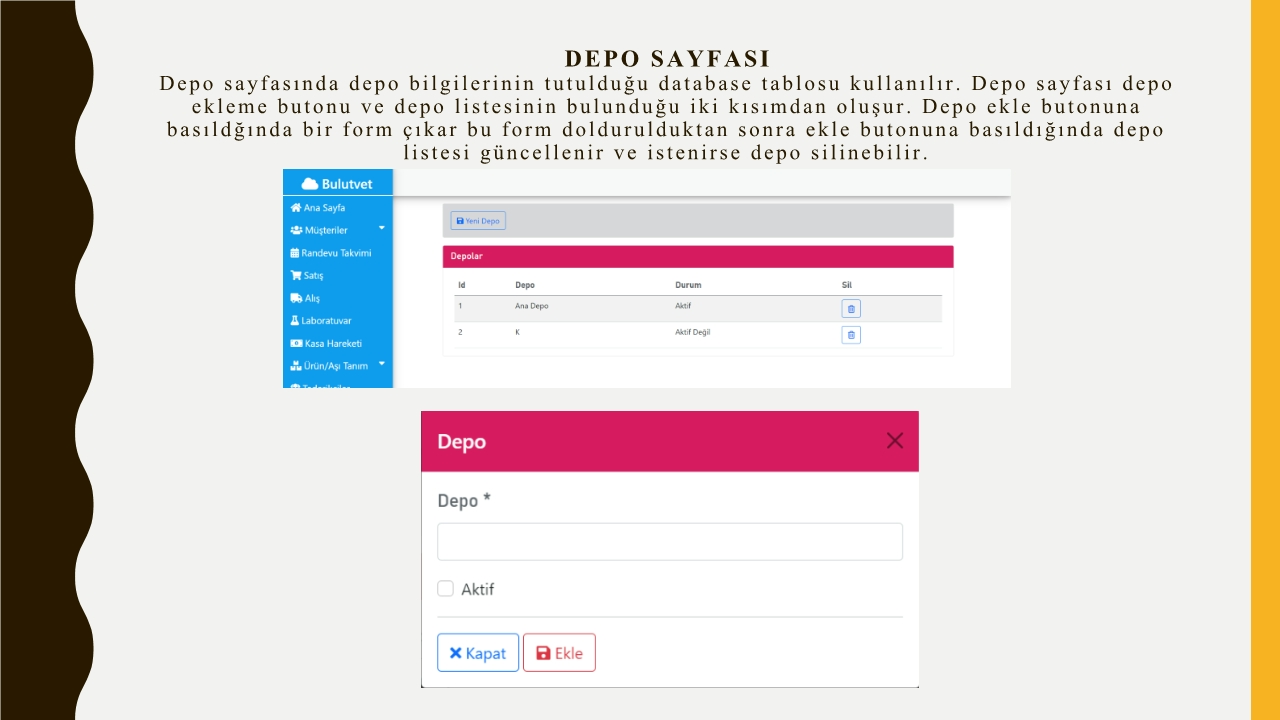 DEPO SAYFASI
Depo sayfasında depo bilgilerinin tutulduğu database tablosu kullanılır. Depo sayfası depo
ekleme butonu ve depo listesinin bulunduğu iki kısımdan oluşur. Depo ekle butonuna
basıldğında bir form çıkar bu form doldurulduktan sonra ekle butonuna basıldığında depo
listesi güncellenir ve istenirse depo silinebilir.
Bulutvet
Ana Sayfa
Müşteriler
Randevu Takvimi
Satış
Alış
Laboratuvar
Kasa Hareketi
Ürün/Aşı Tanım
Yeni Depo
Depolar
Id Depo Durum Sil
1 Ana Depo Aktif
2 K Aktif Değil
Depo
Depo *
Aktif
Kapat Ekle